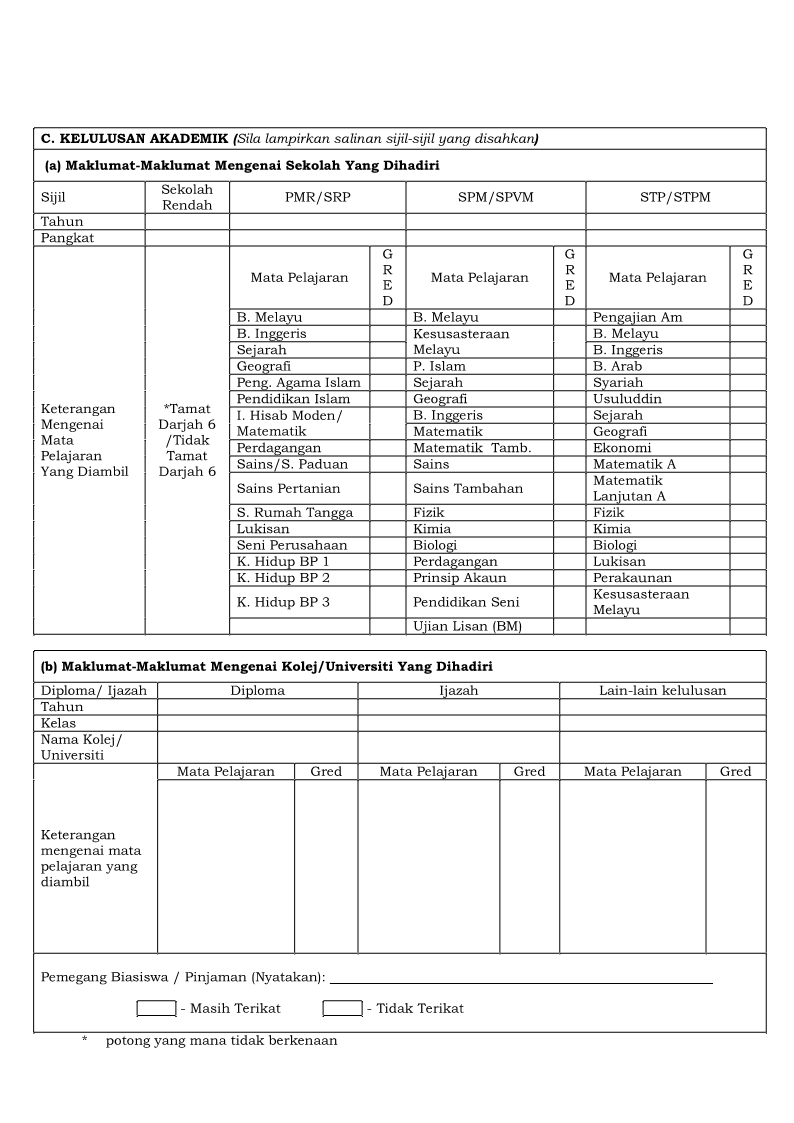 C. KELULUSAN AKADEMIK (Sila lampirkan salinan sijil-sijil yang disahkan)
(a) Maklumat-Maklumat Mengenai Sekolah Yang Dihadiri
Sijil
Sekolah
Rendah
PMR/SRP
SPM/SPVM
STP/STPM
Tahun
Pangkat
Keterangan
Mengenai
Mata
Pelajaran
Yang Diambil
*Tamat
Darjah 6
/Tidak
Tamat
Darjah 6
Mata Pelajaran
G
R
E
D
Mata Pelajaran
G
R
E
D
Mata Pelajaran
G
R
E
D
B. Melayu
B. Melayu
Pengajian Am
B. Inggeris
Kesusasteraan
B. Melayu
Sejarah
Melayu
B. Inggeris
Geografi
P. Islam
B. Arab
Peng. Agama Islam
Sejarah
Syariah
Pendidikan Islam
Geografi
Usuluddin
I. Hisab Moden/
B. Inggeris
Sejarah
Matematik
Matematik
Geografi
Perdagangan
Matematik Tamb.
Ekonomi
Sains/S. Paduan
Sains
Matematik A
Sains Pertanian
Sains Tambahan
Matematik
Lanjutan A
S. Rumah Tangga
Fizik
Fizik
Lukisan
Kimia
Kimia
Seni Perusahaan
Biologi
Biologi
K. Hidup BP 1
Perdagangan
Lukisan
K. Hidup BP 2
Prinsip Akaun
Perakaunan
K. Hidup BP 3
Pendidikan Seni
Kesusasteraan
Melayu
Ujian Lisan (BM)
(b) Maklumat-Maklumat Mengenai Kolej/Universiti Yang Dihadiri
Diploma/ Ijazah
Diploma
Ijazah
Lain-lain kelulusan
Tahun
Kelas
Nama Kolej/
Universiti
Mata Pelajaran
Gred
Mata Pelajaran
Gred
Mata Pelajaran
Gred
Keterangan
mengenai mata
pelajaran yang
diambil
Pemegang Biasiswa / Pinjaman (Nyatakan):
- Masih Terikat
- Tidak Terikat
* potong yang mana tidak berkenaan